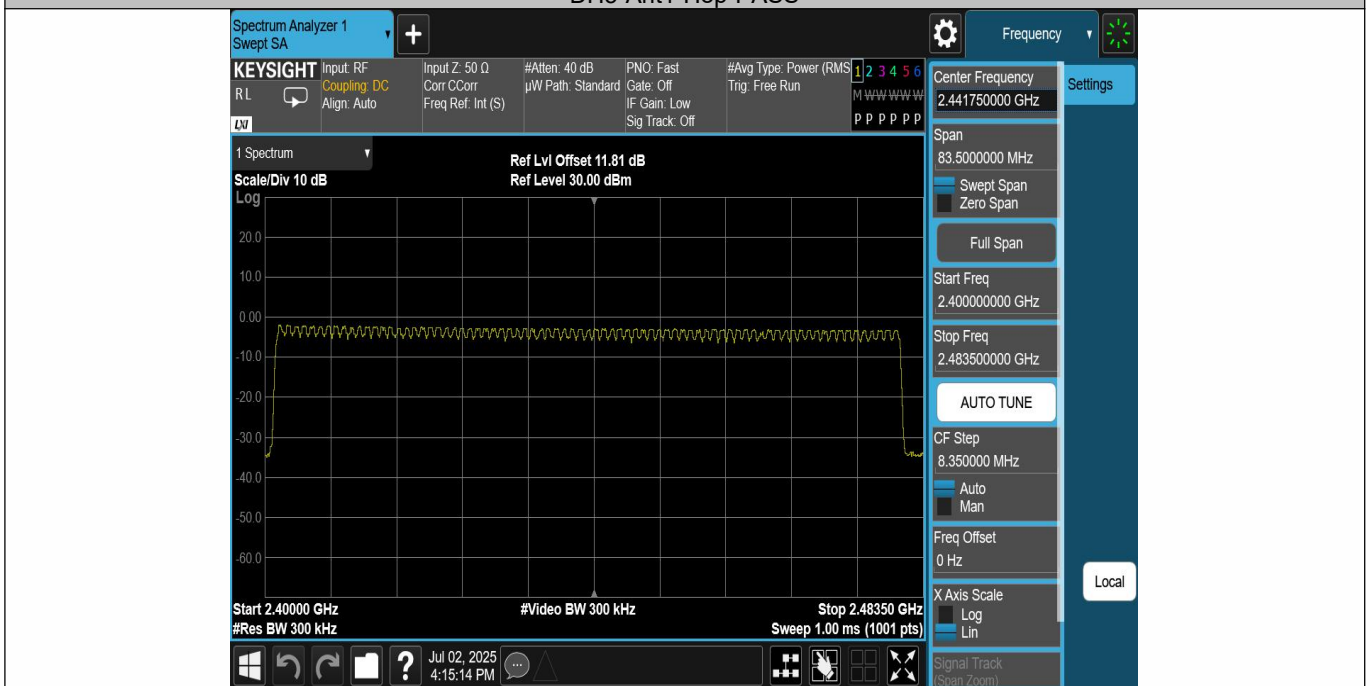 DH5 Ant1 Hop PASS
Spectrum Analyzer 1
Swept SA
Frequency
KEYSIGHT
RL
LXI
Input: RF
Coupling: DC
Align: Auto
Input Z: 50 Ω
Corr CCorr
Freq Ref: Int (S)
#Atten: 40 dB
µW Path: Standard
PNO: Fast
Gate: Off
IF Gain: Low
Sig Track: Off
#Avg Type: Power (RMS
Trig: Free Run
1 2 3 4 5 6
M W W W W W
P P P P P P
1 Spectrum
Scale/Div 10 dB
Log
Ref Lvl Offset 11.81 dB
Ref Level 30.00 dBm
20.0
10.0
0.00
-10.0
-20.0
-30.0
-40.0
-50.0
-60.0
Start 2.40000 GHz
#Res BW 300 kHz
#Video BW 300 kHz
Stop 2.48350 GHz
Sweep 1.00 ms (1001 pts)
Center Frequency
2.441750000 GHz
Settings
Span
83.5000000 MHz
Swept Span
Zero Span
Full Span
Start Freq
2.400000000 GHz
Stop Freq
2.483500000 GHz
AUTO TUNE
CF Step
8.350000 MHz
Auto
Man
Freq Offset
0 Hz
X Axis Scale
Log
Lin
Local
Signal Track
(Span Zoom)
?
Jul 02, 2025
4:15:14 PM